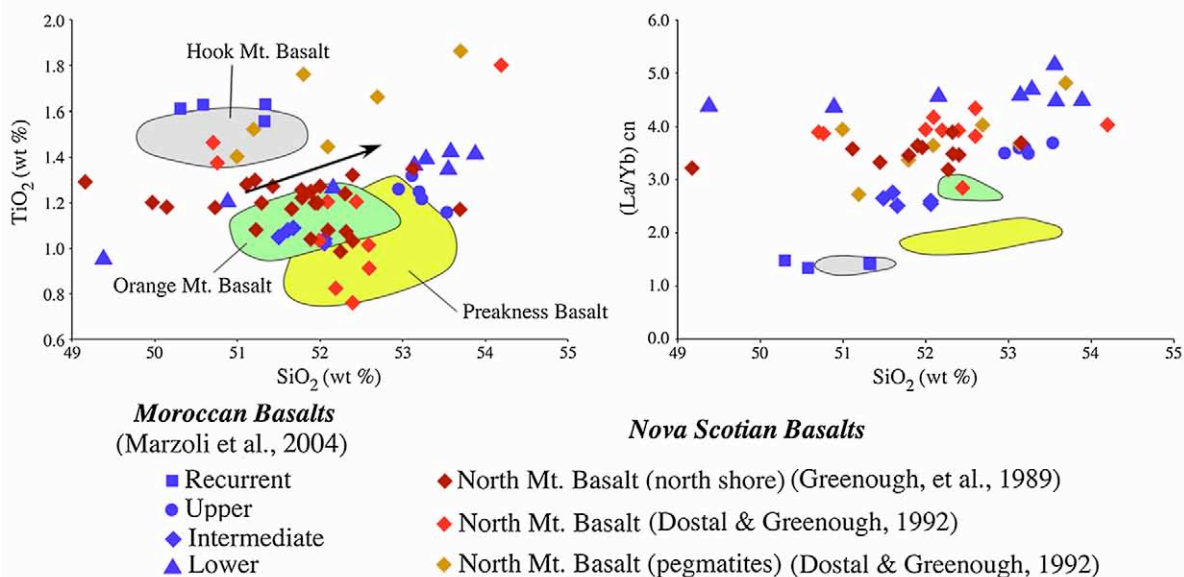 2.0
1.8
1.6
1.4
1.2
1.0
0.8
0.6
TiO2 (wt %)
Hook Mt. Basalt
Orange Mt. Basalt
Preakness Basalt
49 50 51 52 53 54 55
SiO2 (wt %)
5.0
4.0
3.0
2.0
1.0
0.0
(La/Yb) cn
49 50 51 52 53 54 55
SiO2 (wt %)
Moroccan Basalts
(Marzoli et al., 2004)
Recurrent
Upper
Intermediate
Lower
Nova Scotian Basalts
North Mt. Basalt (north shore) (Greenough, et al., 1989)
North Mt. Basalt (Dostal & Greenough, 1992)
North Mt. Basalt (pegmatites) (Dostal & Greenough, 1992)